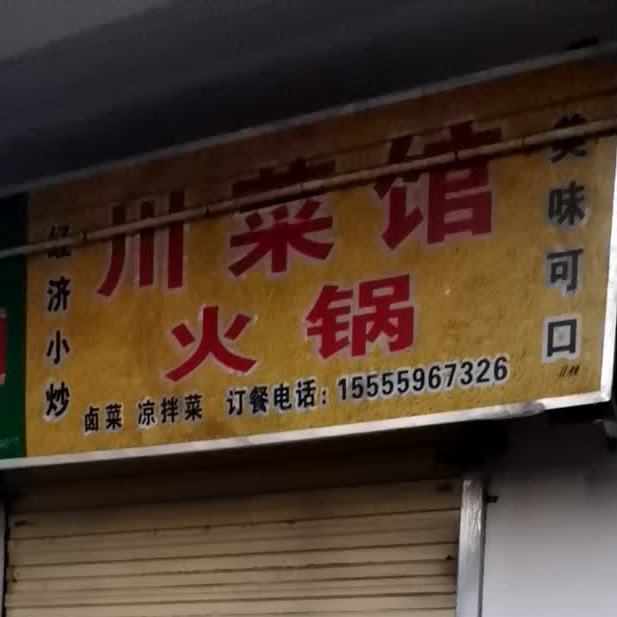 川菜馆
火锅
经济小炒
美味可口
卤菜 凉拌菜 订餐电话：15555967326